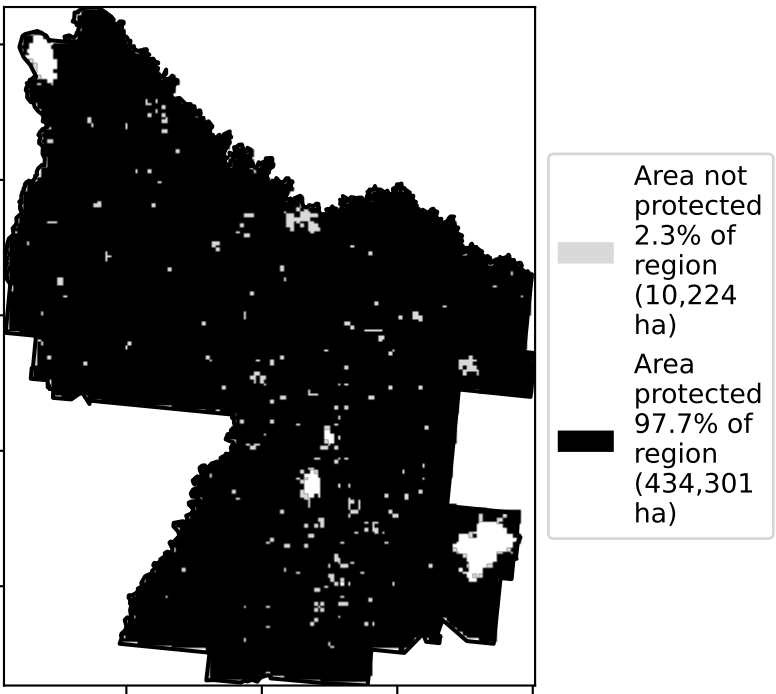 Area not
protected
2.3% of
region
(10,224
ha)
Area
protected
97.7% of
region
(434,301
ha)